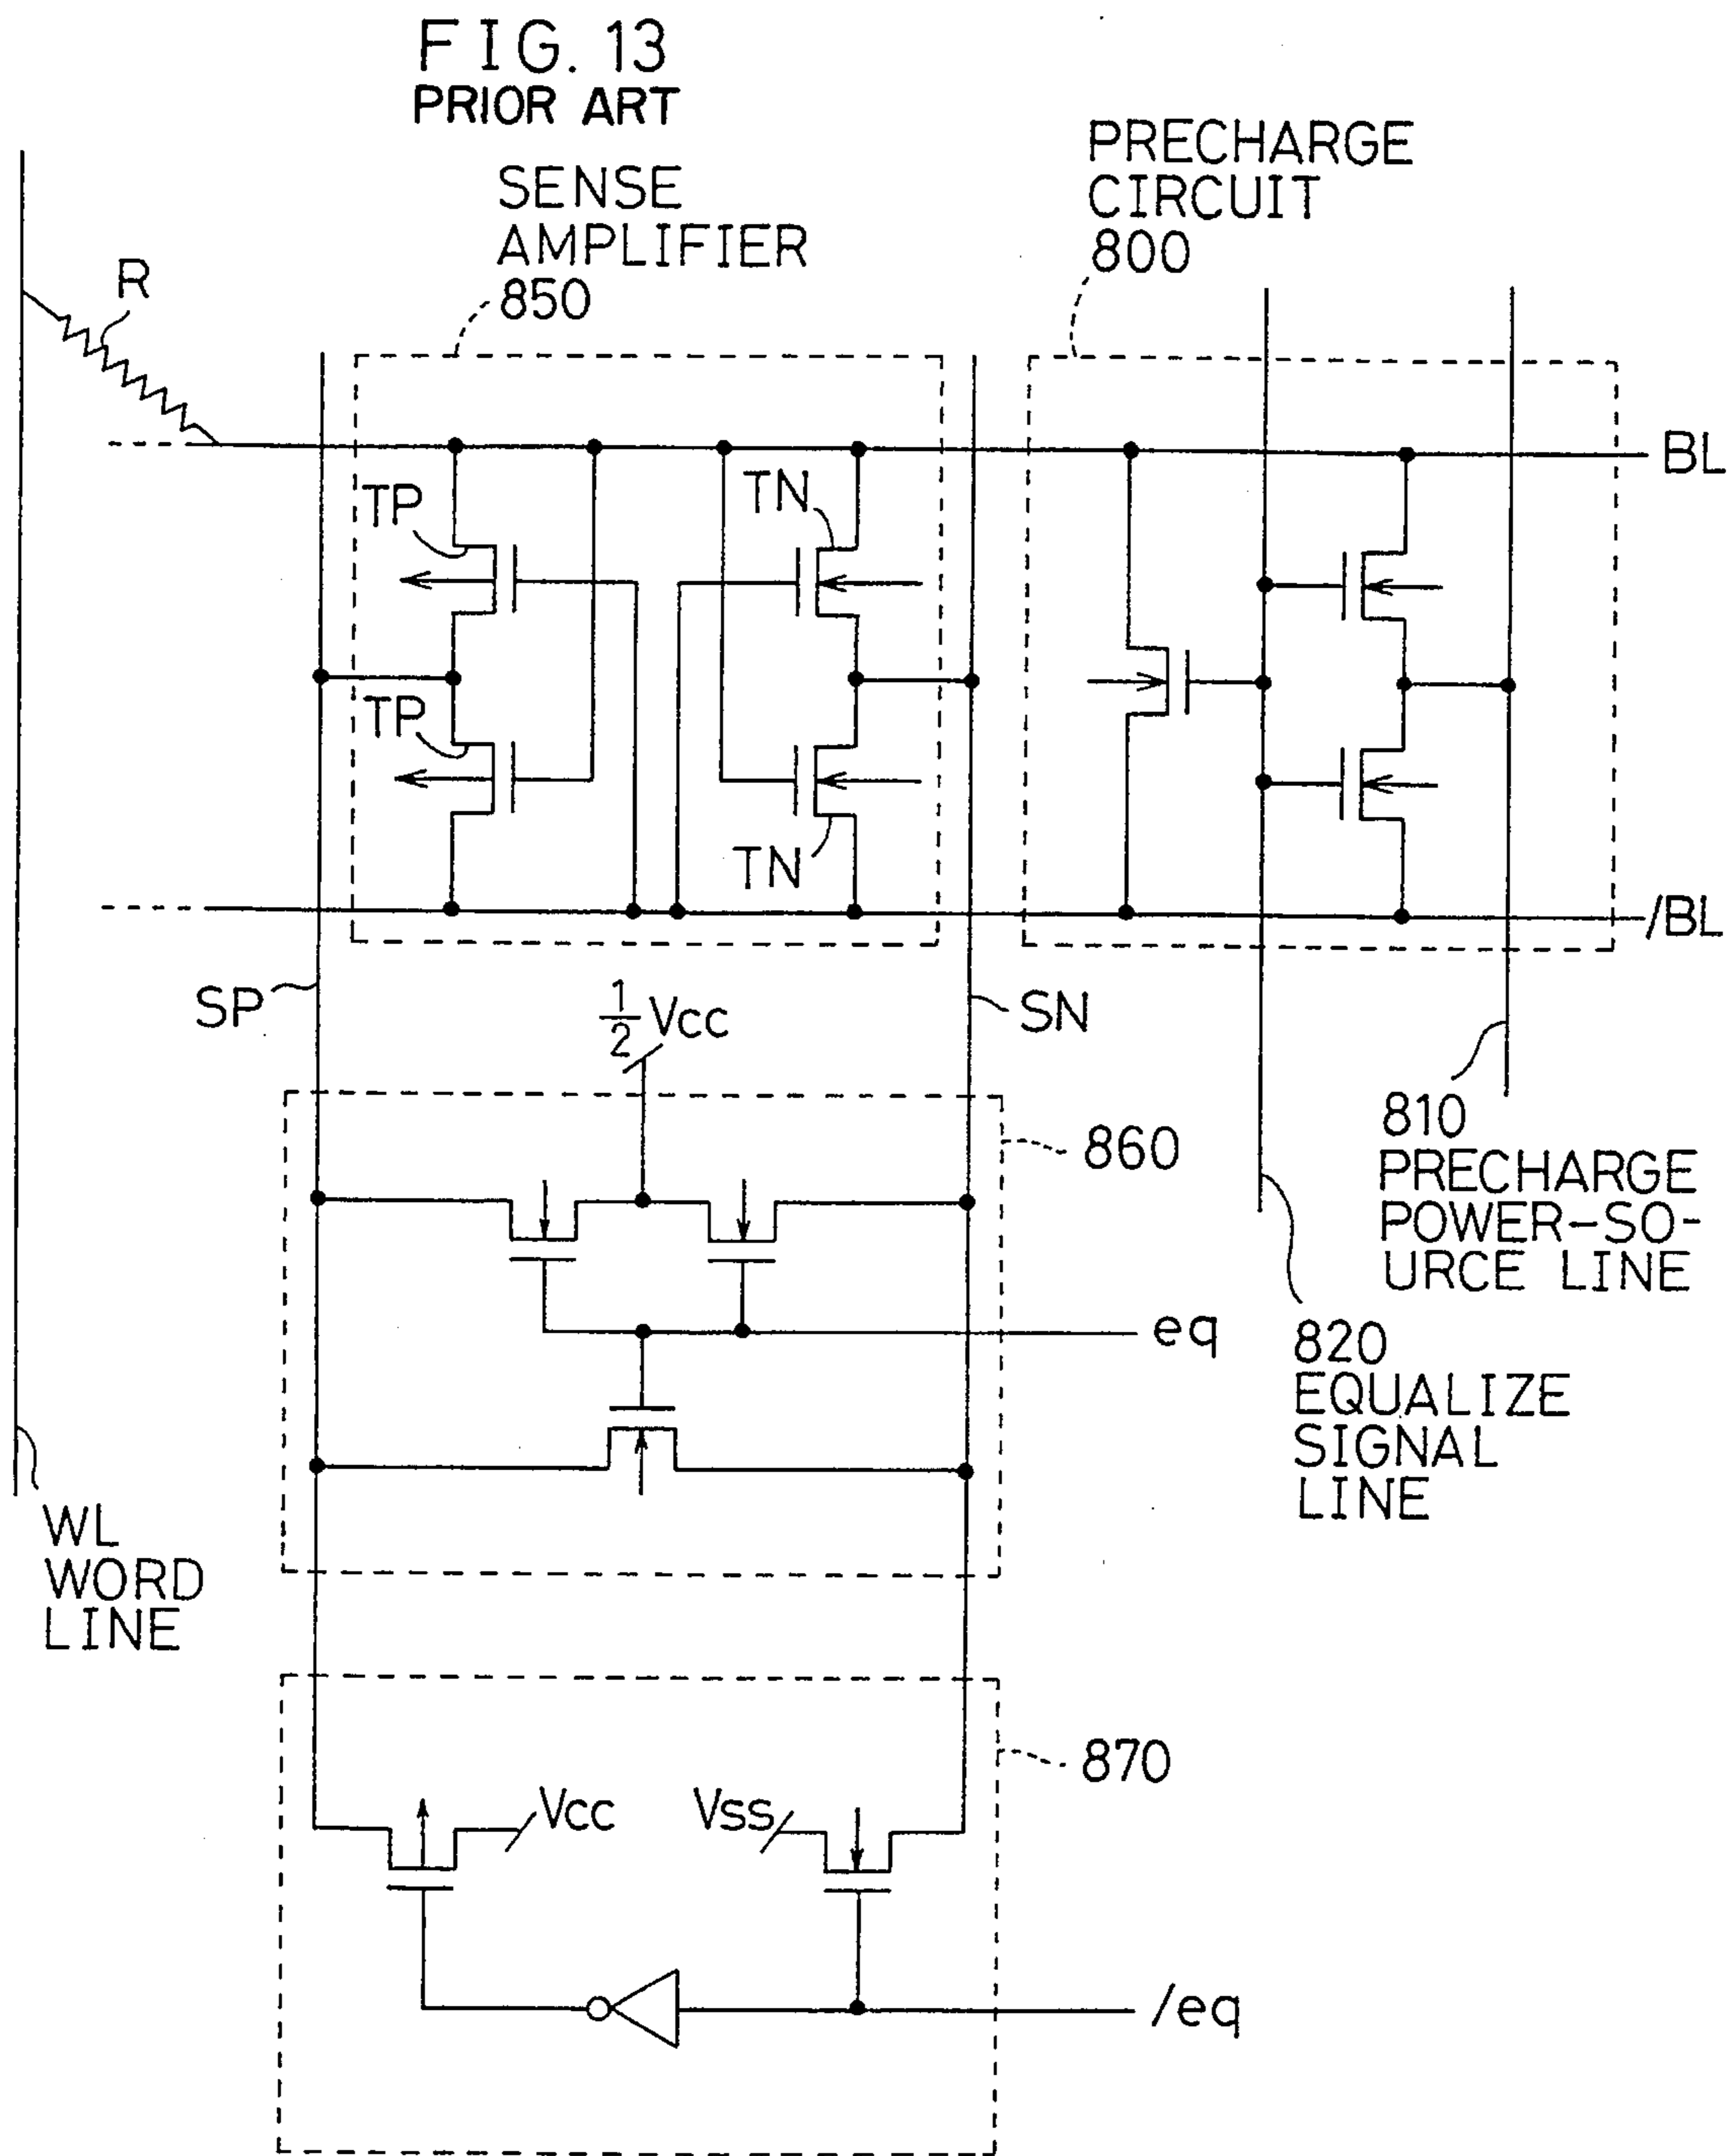 FIG. 13
PRIOR ART
SENSE
AMPLIFIER
850
PRECHARGE
CIRCUIT
800
R
BL
TP
TN
TP
TN
/BL
SP
1/2 Vcc
SN
860
810
PRECHARGE
POWER-SO-
URCE LINE
eq
820
EQUALIZE
SIGNAL
LINE
WL
WORD
LINE
870
Vcc
Vss
/eq